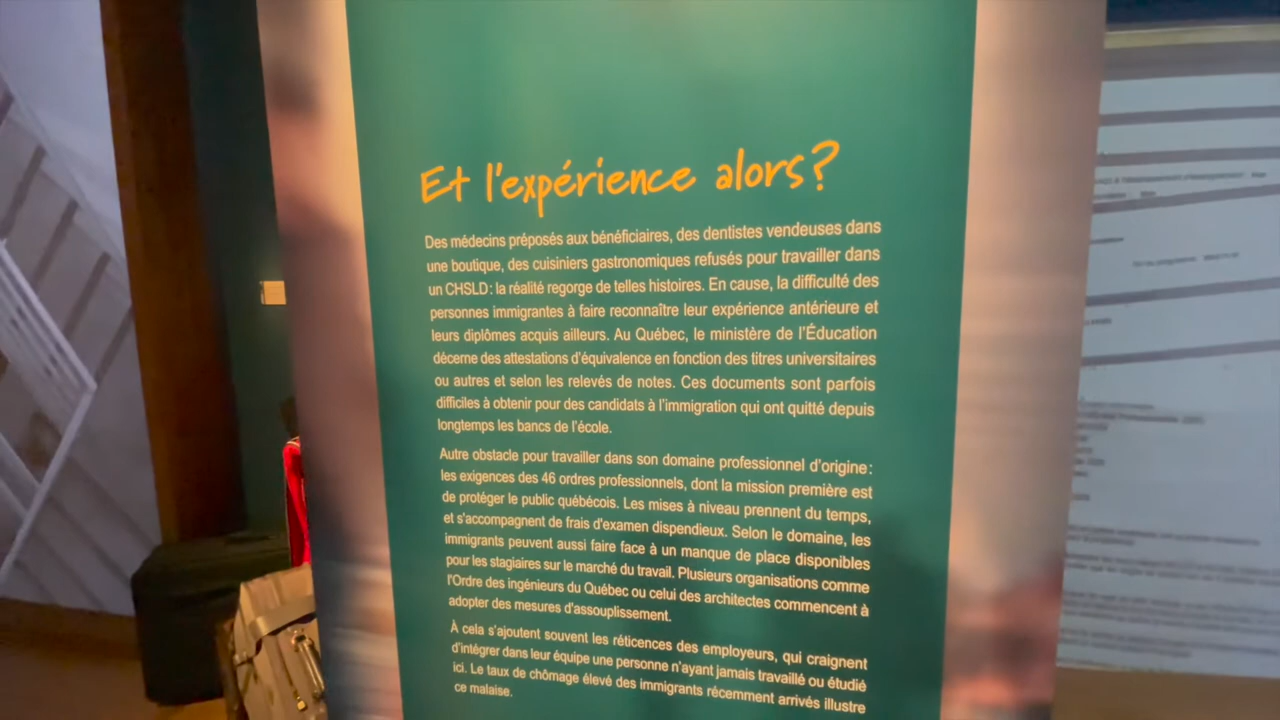 Et l'expérience alors?
Des médecins préposés aux bénéficiaires, des dentistes vendeuses dans
une boutique, des cuisiniers gastronomiques refusés pour travailler dans
un CHSLD : la réalité regorge de telles histoires. En cause, la difficulté des
personnes immigrantes à faire reconnaître leur expérience antérieure et
leurs diplômes acquis ailleurs. Au Québec, le ministère de l'Éducation
décerne des attestations d'équivalence en fonction des titres universitaires
ou autres et selon les relevés de notes. Ces documents sont parfois
difficiles à obtenir pour des candidats à l'immigration qui ont quitté depuis
longtemps les bancs de l'école.
Autre obstacle pour travailler dans son domaine professionnel d'origine :
les exigences des 46 ordres professionnels, dont la mission première est
de protéger le public québécois. Les mises à niveau prennent du temps,
et s'accompagnent de frais d'examen dispendieux. Selon le domaine, les
immigrants peuvent aussi faire face à un manque de place disponibles
pour les stagiaires sur le marché du travail. Plusieurs organisations comme
l'Ordre des ingénieurs du Québec ou celui des architectes commencent à
adopter des mesures d'assouplissement.
À cela s'ajoutent souvent les réticences des employeurs, qui craignent
d'intégrer dans leur équipe une personne n'ayant jamais travaillé ou étudié
ici. Le taux de chômage élevé des immigrants récemment arrivés illustre
ce malaise.